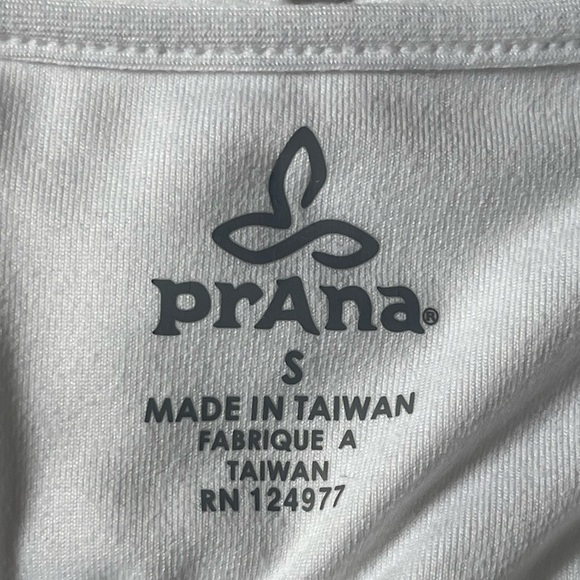 prAna®
S
MADE IN TAIWAN
FABRIQUE A
TAIWAN
RN 124977